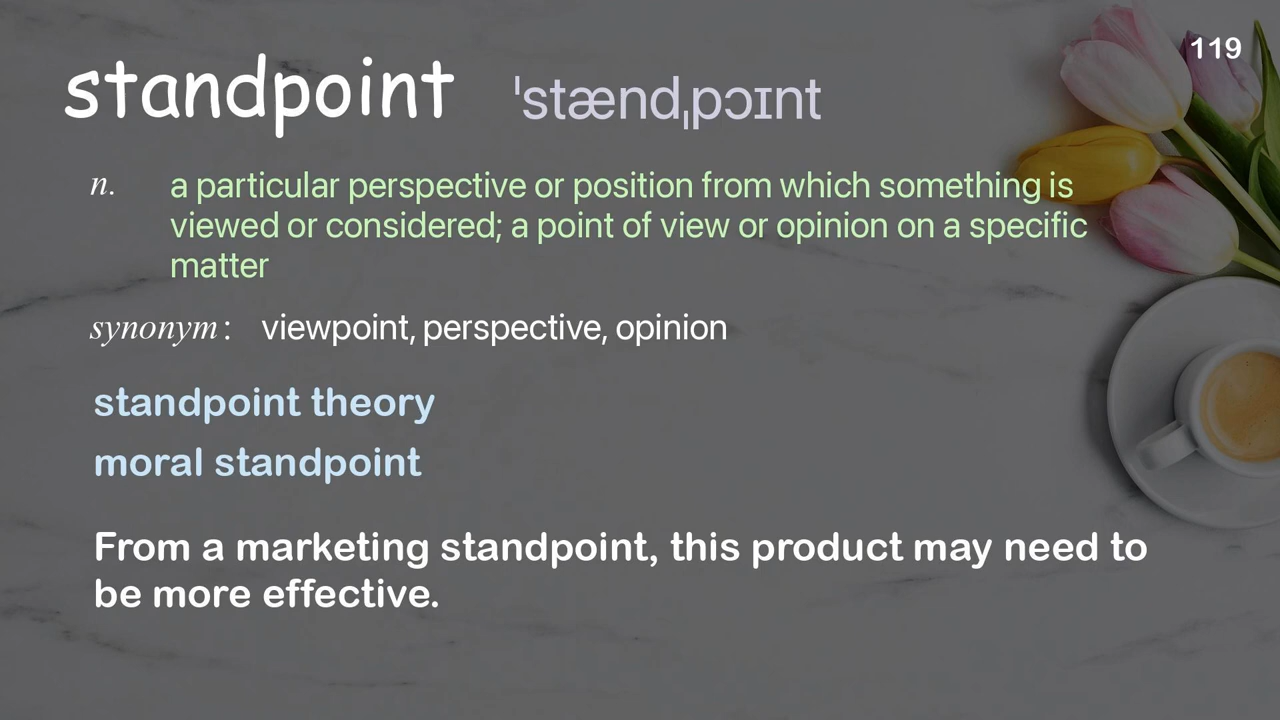 119
standpoint ˈstændˌpɔɪnt
n. a particular perspective or position from which something is
viewed or considered; a point of view or opinion on a specific
matter
synonym: viewpoint, perspective, opinion
standpoint theory
moral standpoint
From a marketing standpoint, this product may need to
be more effective.